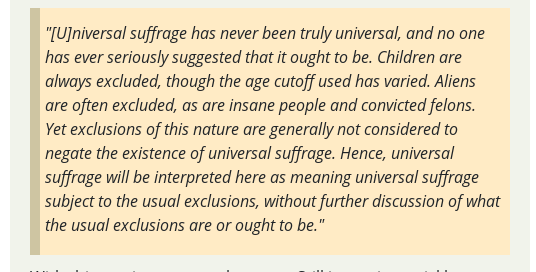 "[U]niversal suffrage has never been truly universal, and no one
has ever seriously suggested that it ought to be. Children are
always excluded, though the age cutoff used has varied. Aliens
are often excluded, as are insane people and convicted felons.
Yet exclusions of this nature are generally not considered to
negate the existence of universal suffrage. Hence, universal
suffrage will be interpreted here as meaning universal suffrage
subject to the usual exclusions, without further discussion of what
the usual exclusions are or ought to be."